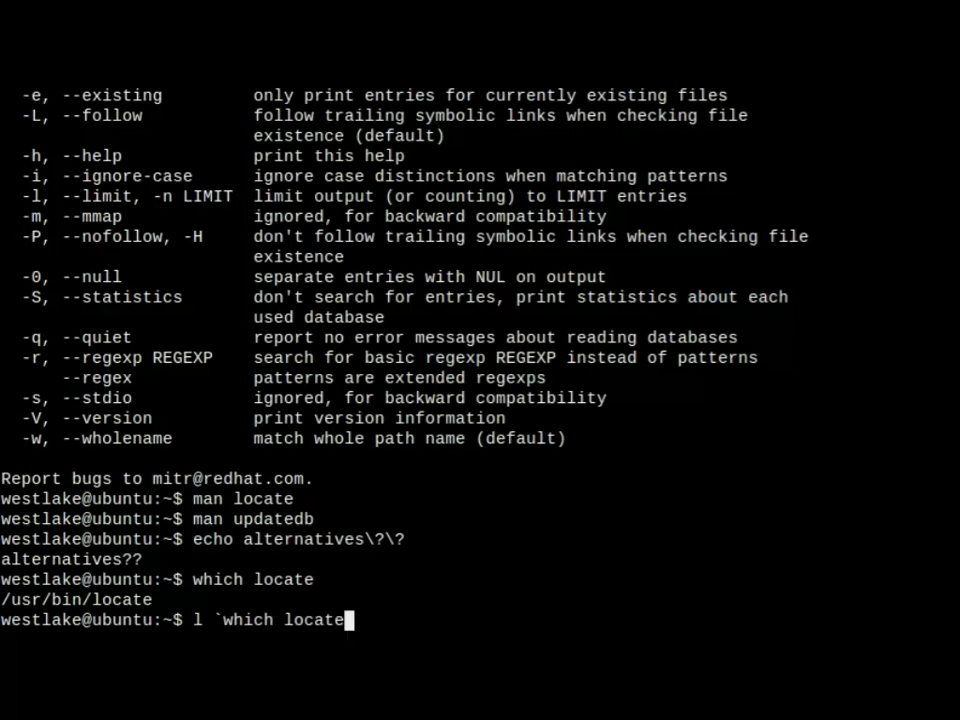 -e, --existing         only print entries for currently existing files
-L, --follow           follow trailing symbolic links when checking file
                       existence (default)
-h, --help             print this help
-i, --ignore-case      ignore case distinctions when matching patterns
-l, --limit, -n LIMIT  limit output (or counting) to LIMIT entries
-m, --mmap             ignored, for backward compatibility
-P, --nofollow, -H     don't follow trailing symbolic links when checking file
                       existence
-0, --null             separate entries with NUL on output
-S, --statistics       don't search for entries, print statistics about each
                       used database
-q, --quiet            report no error messages about reading databases
-r, --regexp REGEXP    search for basic regexp REGEXP instead of patterns
    --regex            patterns are extended regexps
-s, --stdio            ignored, for backward compatibility
-V, --version          print version information
-w, --wholename        match whole path name (default)
Report bugs to mitr@redhat.com.
westlake@ubuntu:~$ man locate
westlake@ubuntu:~$ man updatedb
westlake@ubuntu:~$ echo alternatives\?\?
alternatives??
westlake@ubuntu:~$ which locate
/usr/bin/locate
westlake@ubuntu:~$ l `which locate